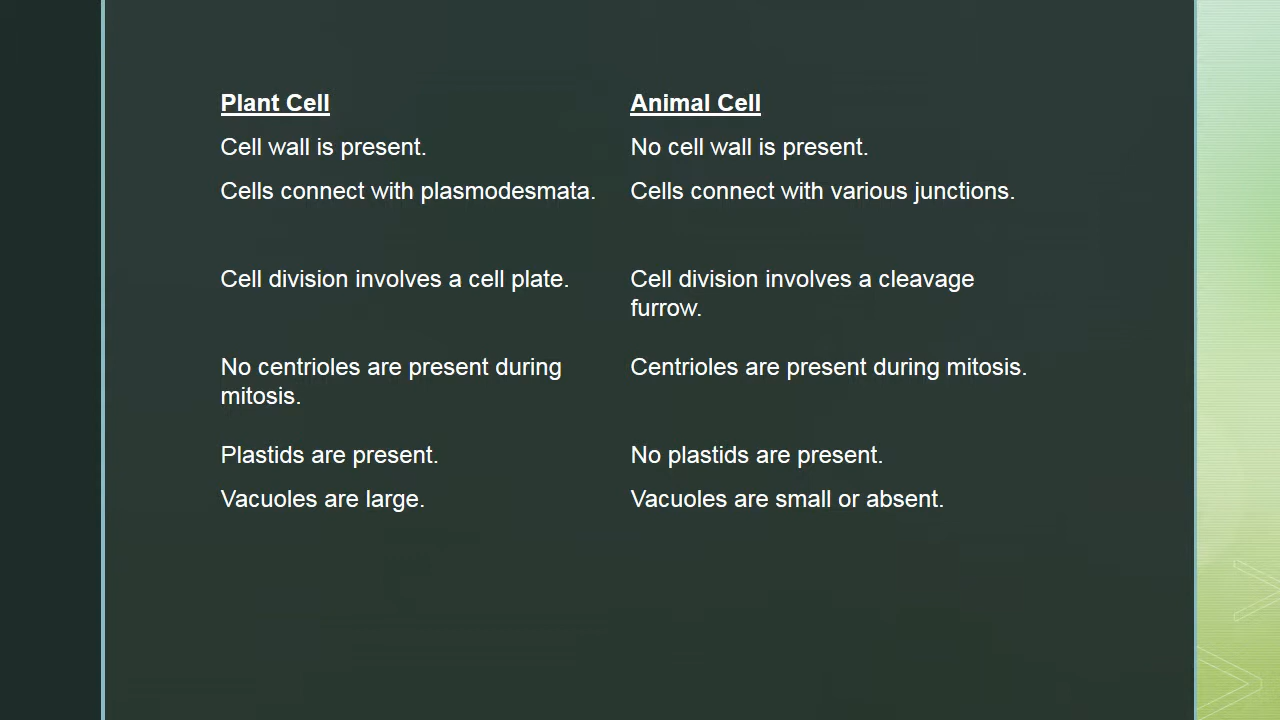 Plant Cell
Animal Cell
Cell wall is present.
No cell wall is present.
Cells connect with plasmodesmata.
Cells connect with various junctions.
Cell division involves a cell plate.
Cell division involves a cleavage
furrow.
No centrioles are present during
mitosis.
Centrioles are present during mitosis.
Plastids are present.
No plastids are present.
Vacuoles are large.
Vacuoles are small or absent.